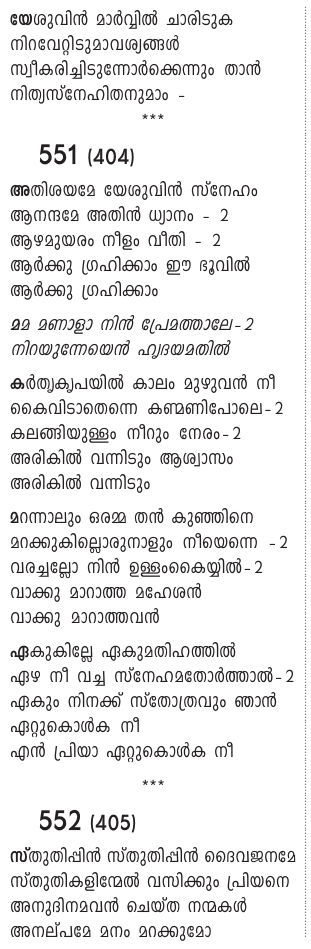 യേശുവിൻ മാർവ്വിൽ ചാരിടുക
നിറവേറ്റിടുമാവശ്യങ്ങൾ
സ്വീകരിച്ചിടുന്നോർക്കെന്നും താൻ
നിത്യസ്നേഹിതനുമാം -
***
551 (404)
അതിശയമേ യേശുവിൻ സ്നേഹം
ആനന്ദമേ അതിൻ ധ്യാനം - 2
ആഴമുയരം നീളം വീതി - 2
ആർക്കു ഗ്രഹിക്കാം ഈ ഭൂവിൽ
ആർക്കു ഗ്രഹിക്കാം
മമ മണാളാ നിൻ പ്രേമത്താലേ-2
നിറയുന്നേയെൻ ഹൃദയമതിൽ
കർത്യകൃപയിൽ കാലം മുഴുവൻ നീ
കൈവിടാതെന്നെ കണ്മണിപോലെ-2
കലങ്ങിയുള്ളം നീറും നേരം-2
അരികിൽ വന്നിടും ആശ്വാസം
അരികിൽ വന്നിടും
മറന്നാലും ഒരമ്മ തൻ കുഞ്ഞിനെ
മറക്കുകില്ലൊരുനാളും നീയെന്നെ -2
വരച്ചല്ലോ നിൻ ഉള്ളംകൈയ്യിൽ-2
വാക്കു മാറാത്ത മഹേശൻ
വാക്കു മാറാത്തവൻ
ഏകുകില്ലേ ഏകുമതിഹത്തിൽ
ഏഴ നീ വച്ച സ്നേഹമതോർത്താൽ-2
ഏകും നിനക്ക് സ്തോത്രവും ഞാൻ
ഏറ്റുകൊൾക നീ
എൻ പ്രിയാ ഏറ്റുകൊൾക നീ
***
552 (405)
സ്തുതിപ്പിൻ സ്തുതിപ്പിൻ ദൈവജനമേ
സ്തുതികളിന്മേൽ വസിക്കും പ്രിയനെ
അനുദിനമവൻ ചെയ്ത നന്മകൾ
അനല്പമേ മനം മറക്കുമോ